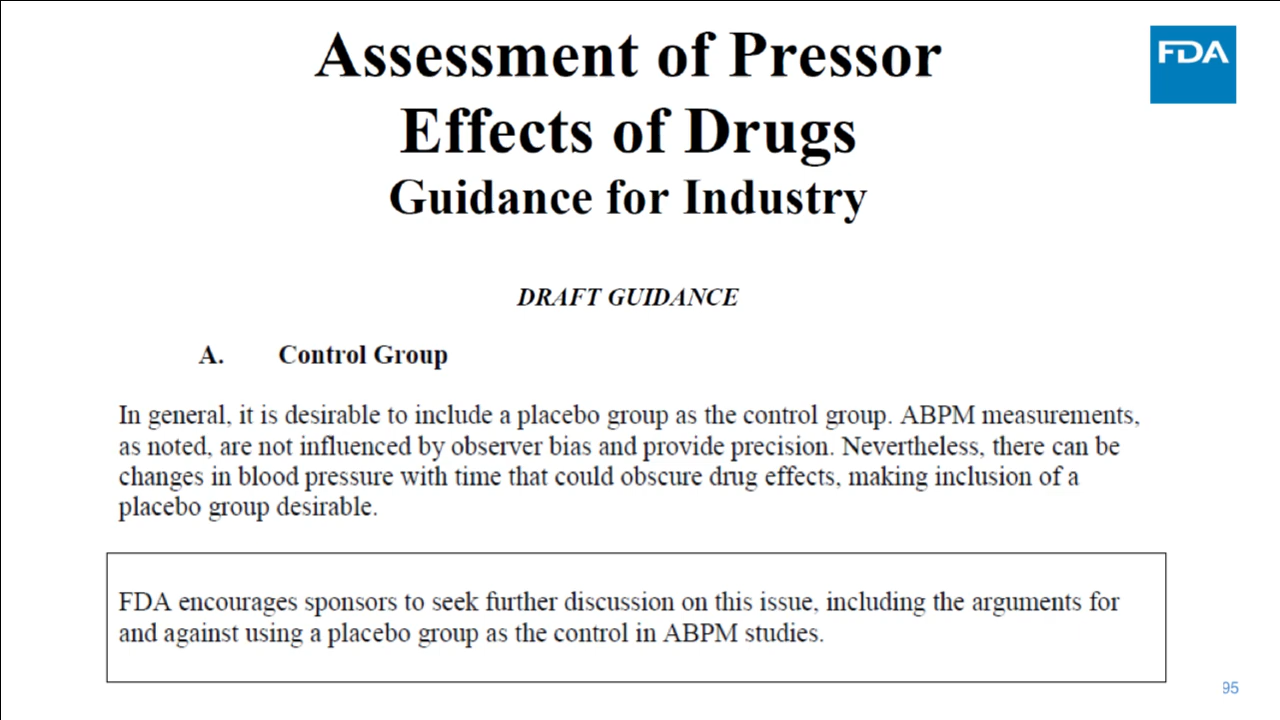 Assessment of Pressor
Effects of Drugs
Guidance for Industry
FDA
DRAFT GUIDANCE
A. Control Group
In general, it is desirable to include a placebo group as the control group. ABPM measurements,
as noted, are not influenced by observer bias and provide precision. Nevertheless, there can be
changes in blood pressure with time that could obscure drug effects, making inclusion of a
placebo group desirable.
FDA encourages sponsors to seek further discussion on this issue, including the arguments for
and against using a placebo group as the control in ABPM studies.
95